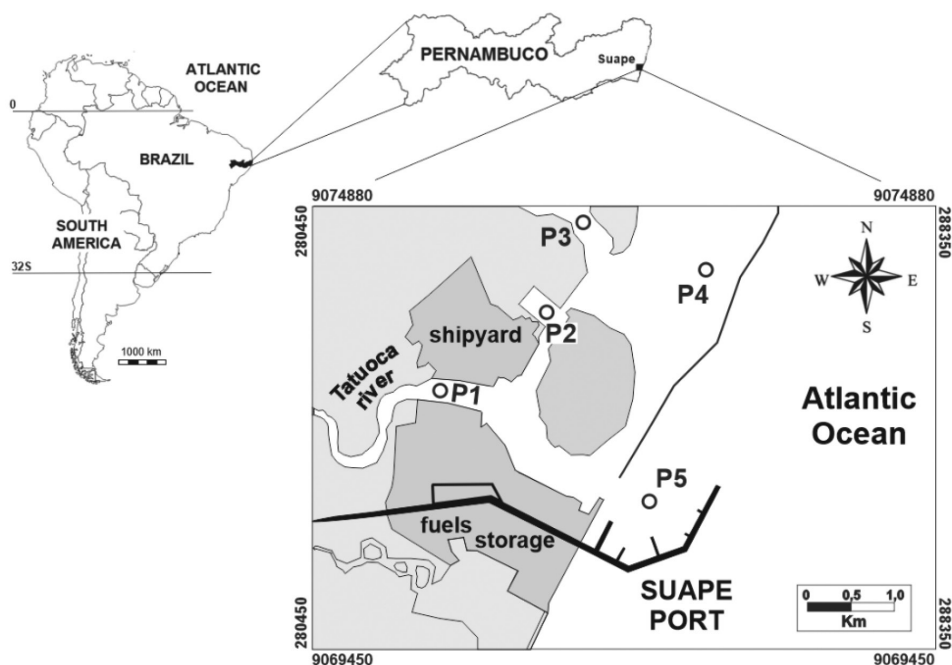 ATLANTIC
OCEAN
0
BRAZIL
SOUTH
AMERICA
32S
1000 km
PERNAMBUCO
Suape
9074880
9074880
280450
288350
P3
N
W
E
S
P4
P2
shipyard
Tatuoca
river
P1
Atlantic
Ocean
P5
fuels
storage
SUAPE
PORT
0
0,5
1,0
Km
280450
288350
9069450
9069450